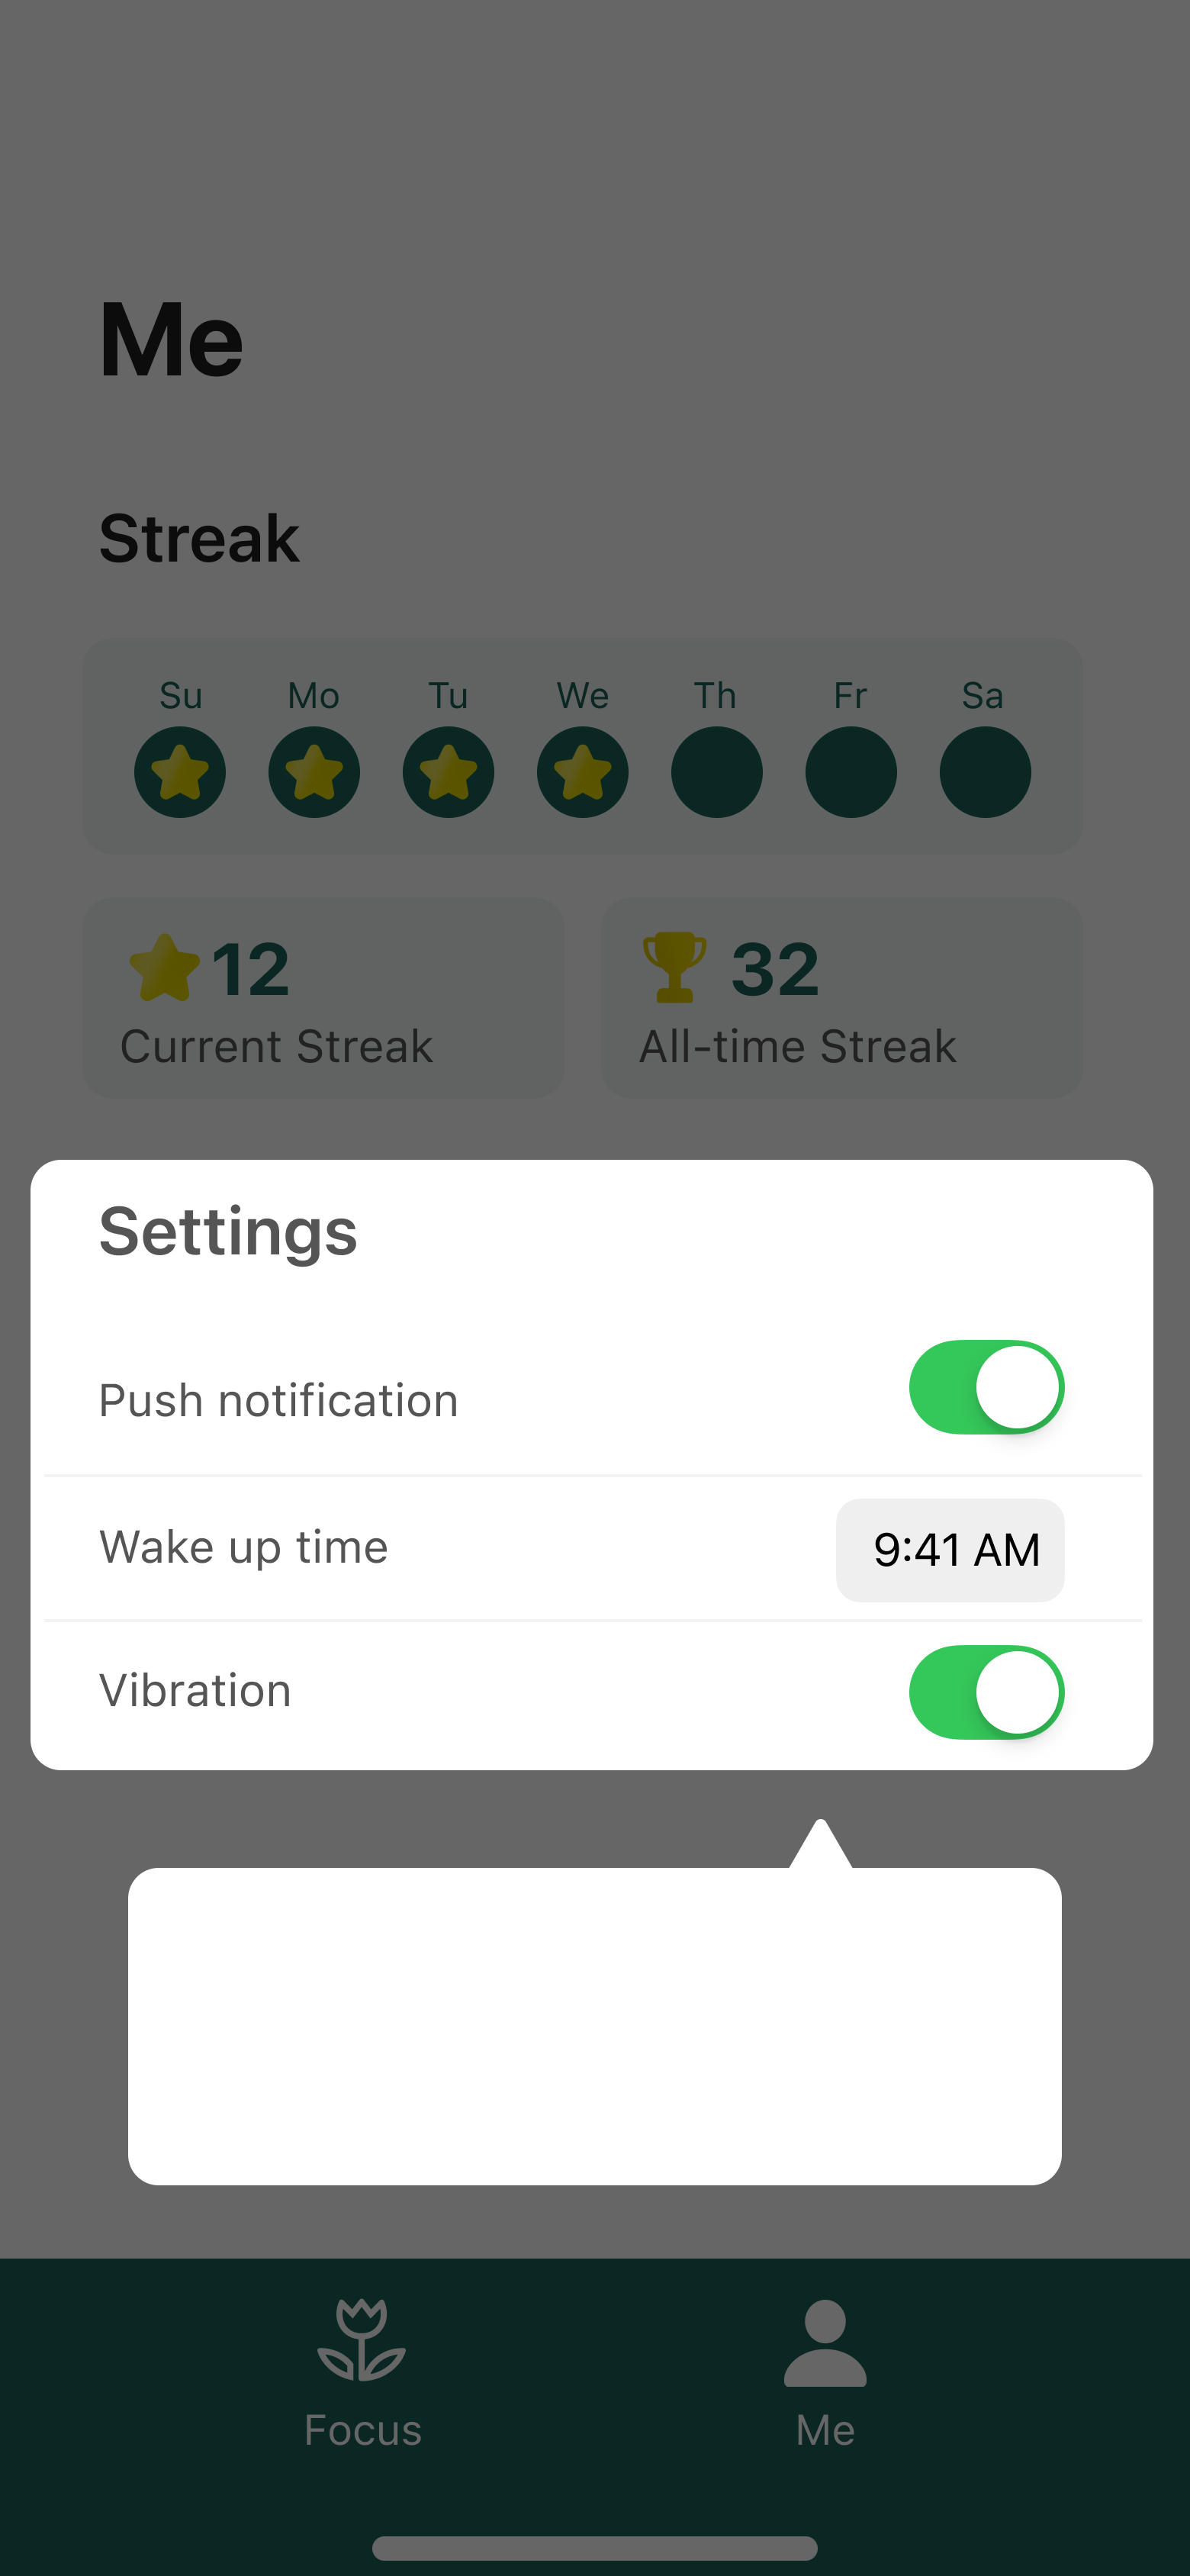 Me
Streak
Su Mo Tu We Th Fr Sa
12
Current Streak
32
All-time Streak
Settings
Push notification
Wake up time 9:41 AM
Vibration
Focus Me